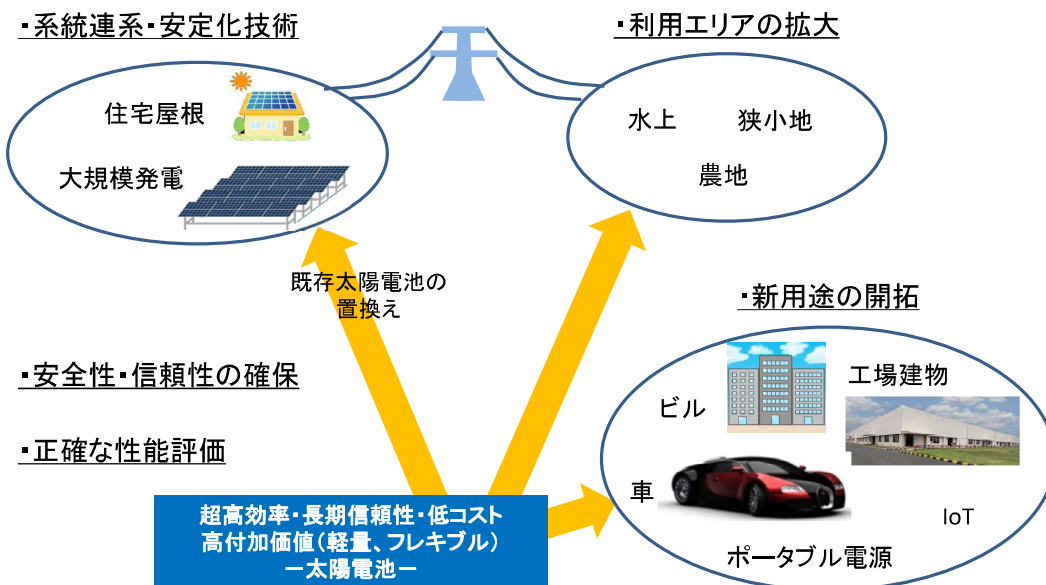 ・系統連系・安定化技術
住宅屋根
大規模発電
・利用エリアの拡大
水上 狭小地
農地
既存太陽電池の
置換え
・新用途の開拓
ビル
工場建物
車
IoT
ポータブル電源
・安全性・信頼性の確保
・正確な性能評価
超高効率・長期信頼性・低コスト
高付加価値(軽量、フレキブル)
ー太陽電池ー